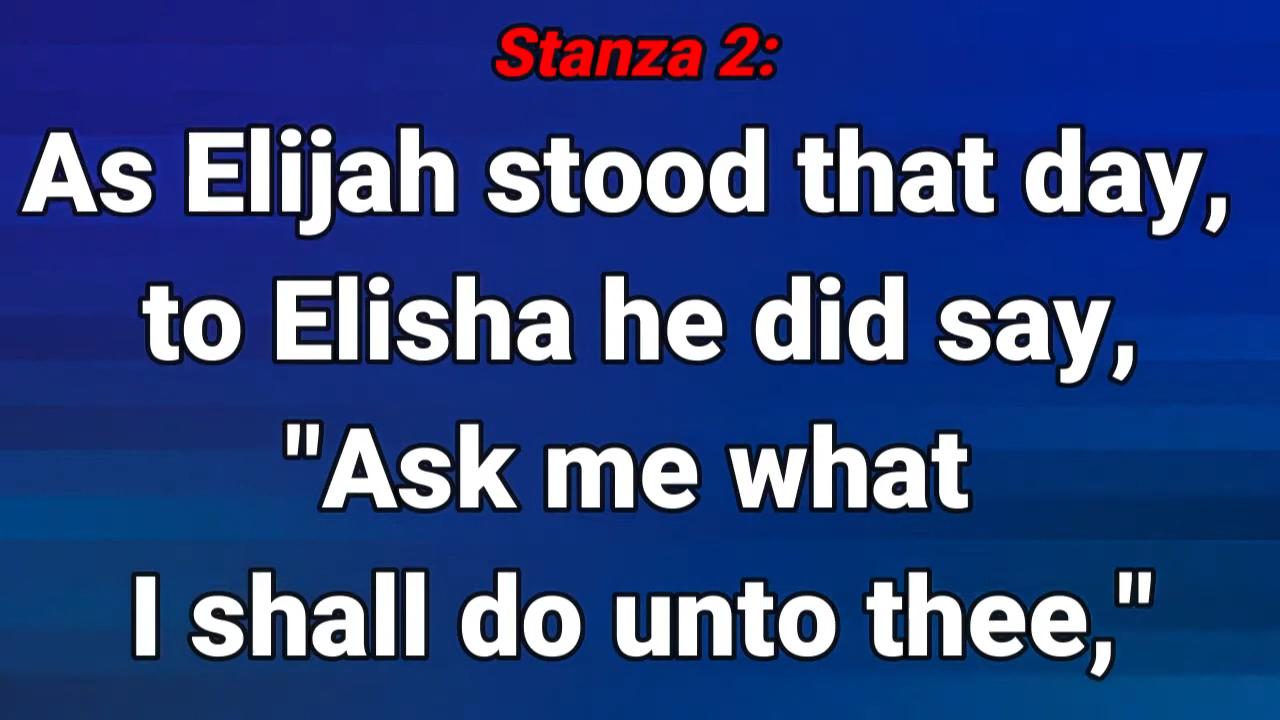 Stanza 2:
As Elijah stood that day,
to Elisha he did say,
"Ask me what
I shall do unto thee,"